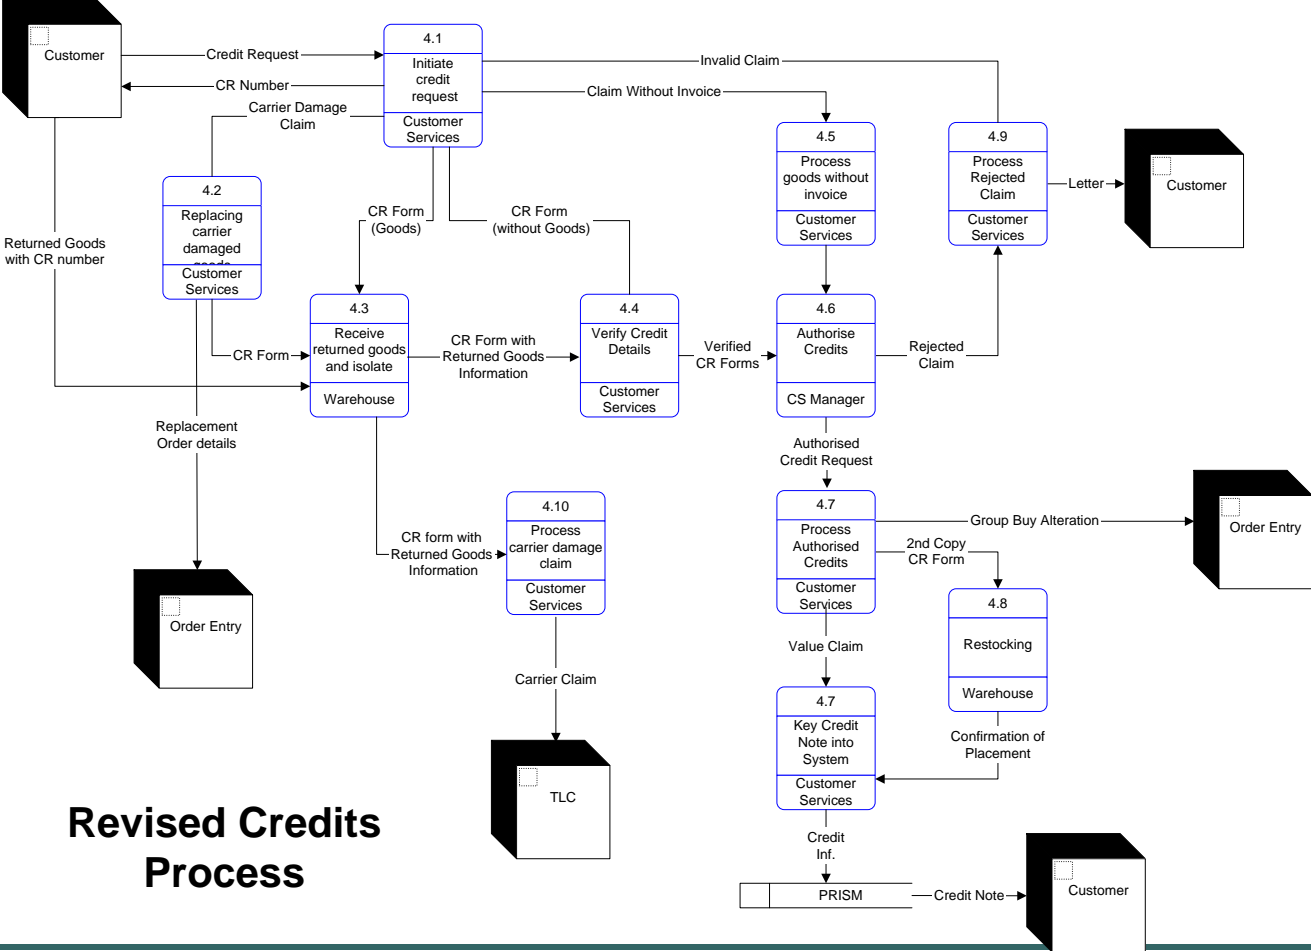 Customer
Credit Request
CR Number
Carrier Damage
Claim
4.1
Initiate
credit
request
Customer
Services
Invalid Claim
Claim Without Invoice
4.2
Replacing
carrier
damaged
goods
Customer
Services
4.5
Process
goods without
invoice
Customer
Services
4.9
Process
Rejected
Claim
Customer
Services
Letter
Customer
Returned Goods
with CR number
CR Form
(Goods)
CR Form
(without Goods)
CR Form
4.3
Receive
returned goods
and isolate
Warehouse
CR Form with
Returned Goods
Information
4.4
Verify Credit
Details
Customer
Services
Verified
CR Forms
4.6
Authorise
Credits
CS Manager
Rejected
Claim
Replacement
Order details
Authorised
Credit Request
Order Entry
CR form with
Returned Goods
Information
4.10
Process
carrier damage
claim
Customer
Services
4.7
Process
Authorised
Credits
Customer
Services
Group Buy Alteration
Order Entry
2nd Copy
CR Form
4.8
Restocking
Warehouse
Value Claim
Carrier Claim
Confirmation of
Placement
4.7
Key Credit
Note into
System
Customer
Services
TLC
Credit
Inf.
PRISM
Credit Note
Customer
Revised Credits
Process